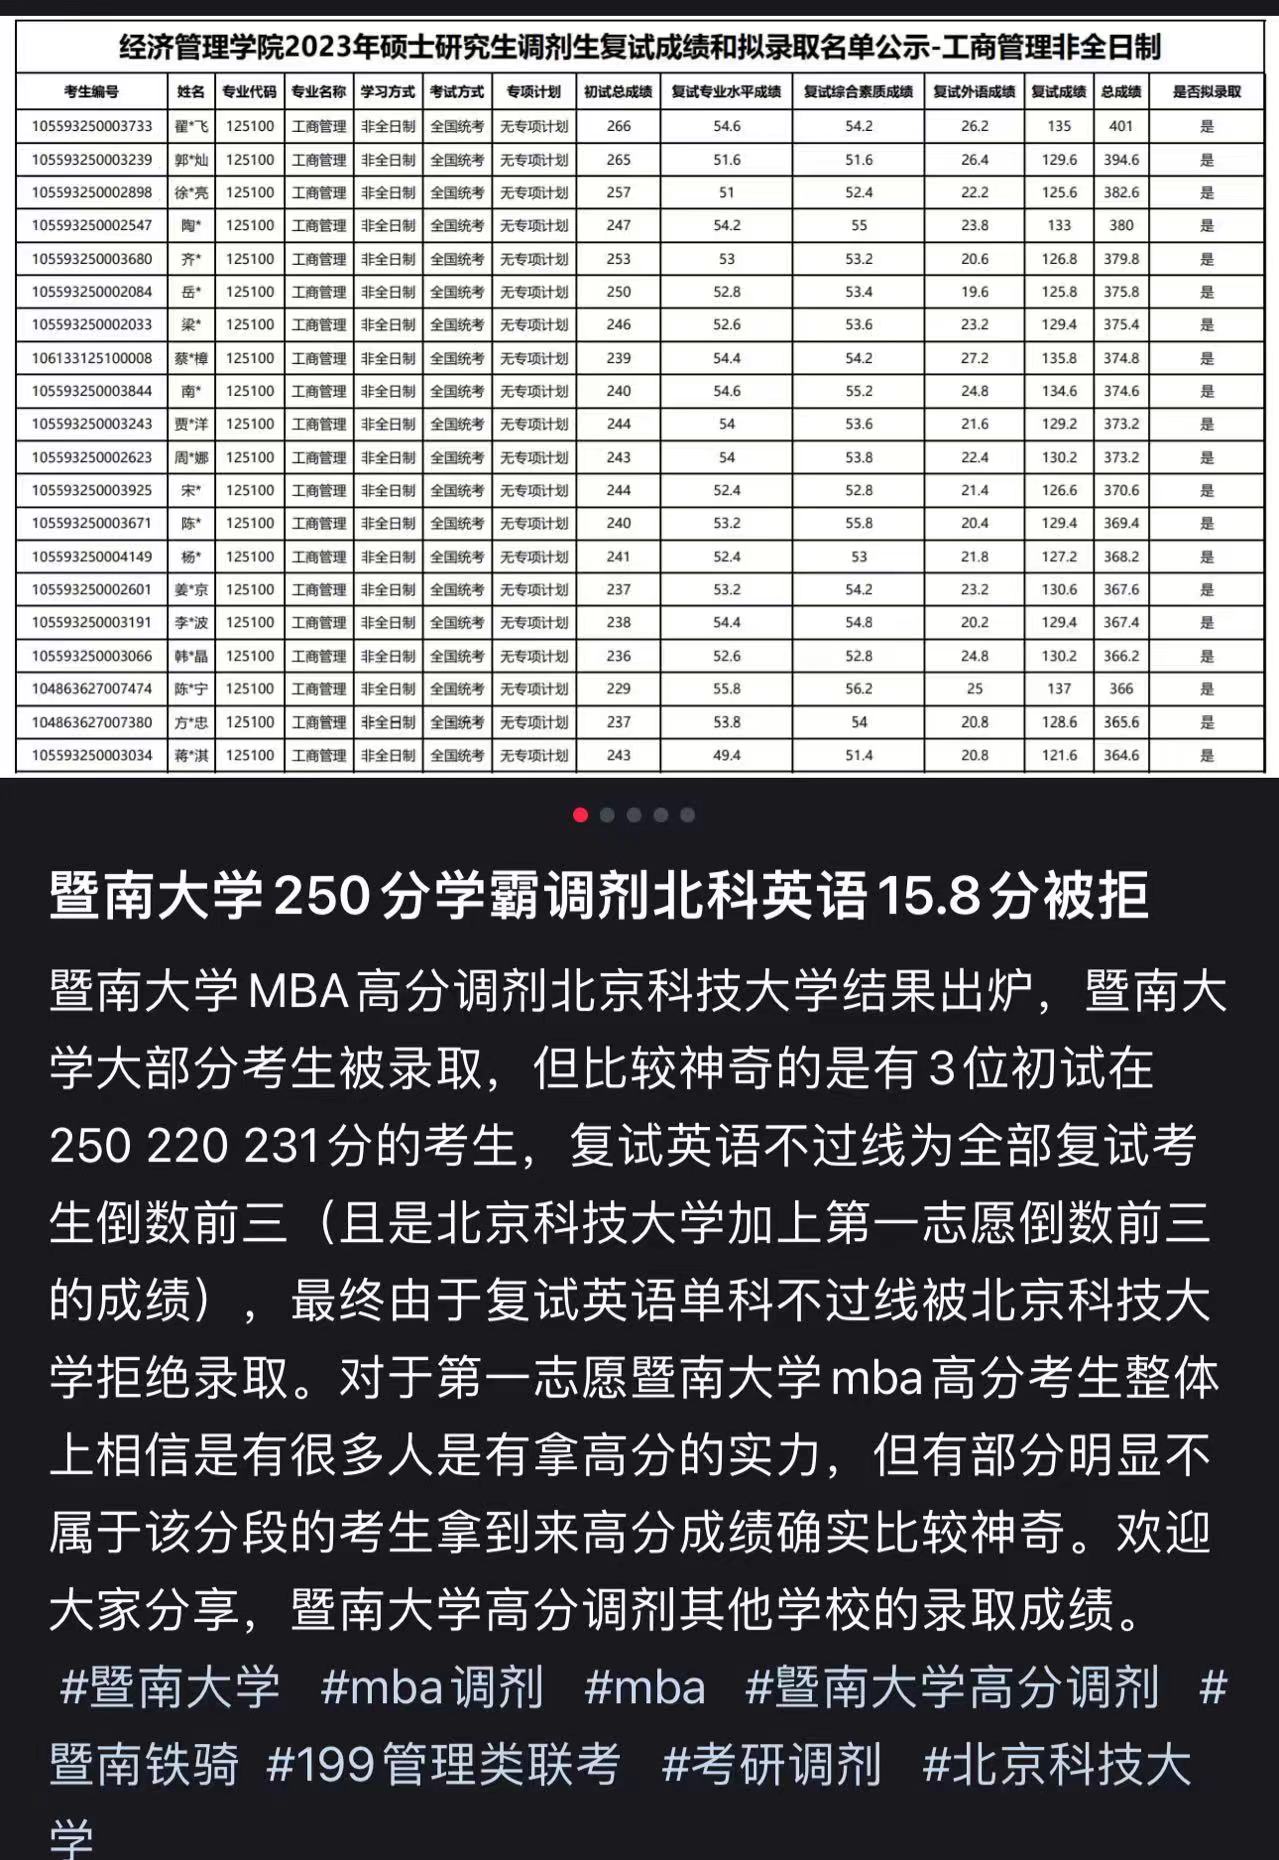 经济管理学院2023年硕士研究生调剂生复试成绩和拟录取名单公示-工商管理非全日制
考生编号 姓名 专业代码 专业名称 学习方式 考试方式 专项计划 初试总成绩 复试专业水平成绩 复试综合素质成绩 复试外语成绩 复试成绩 总成绩 是否拟录取
105593250003733 翟*飞 125100 工商管理 非全日制 全国统考 无专项计划 266 54.6 54.2 26.2 135 401 是
105593250003239 郭*灿 125100 工商管理 非全日制 全国统考 无专项计划 265 51.6 51.6 26.4 129.6 394.6 是
105593250002898 徐*亮 125100 工商管理 非全日制 全国统考 无专项计划 257 51 52.4 22.2 125.6 382.6 是
105593250002547 陶* 125100 工商管理 非全日制 全国统考 无专项计划 247 54.2 55 23.8 133 380 是
105593250003680 齐* 125100 工商管理 非全日制 全国统考 无专项计划 253 53 53.2 20.6 126.8 379.8 是
105593250002084 岳* 125100 工商管理 非全日制 全国统考 无专项计划 250 52.8 53.4 19.6 125.8 375.8 是
105593250002033 梁* 125100 工商管理 非全日制 全国统考 无专项计划 246 52.6 53.6 23.2 129.4 375.4 是
106133125100008 蔡*樟 125100 工商管理 非全日制 全国统考 无专项计划 239 54.4 54.2 27.2 135.8 374.8 是
105593250003844 南* 125100 工商管理 非全日制 全国统考 无专项计划 240 54.6 55.2 24.8 134.6 374.6 是
105593250003243 贾*洋 125100 工商管理 非全日制 全国统考 无专项计划 244 54 53.6 21.6 129.2 373.2 是
105593250002623 周*娜 125100 工商管理 非全日制 全国统考 无专项计划 243 54 53.8 22.4 130.2 373.2 是
105593250003925 宋* 125100 工商管理 非全日制 全国统考 无专项计划 244 52.4 52.8 21.4 126.6 370.6 是
105593250003671 陈* 125100 工商管理 非全日制 全国统考 无专项计划 240 53.2 55.8 20.4 129.4 369.4 是
105593250004149 杨* 125100 工商管理 非全日制 全国统考 无专项计划 241 52.4 53 21.8 127.2 368.2 是
105593250002601 姜*京 125100 工商管理 非全日制 全国统考 无专项计划 237 53.2 54.2 23.2 130.6 367.6 是
105593250003191 李*波 125100 工商管理 非全日制 全国统考 无专项计划 238 54.4 54.8 20.2 129.4 367.4 是
105593250003066 韩*晶 125100 工商管理 非全日制 全国统考 无专项计划 236 52.6 52.8 24.8 130.2 366.2 是
104863627007474 陈*宁 125100 工商管理 非全日制 全国统考 无专项计划 229 55.8 56.2 25 137 366 是
104863627007380 方*忠 125100 工商管理 非全日制 全国统考 无专项计划 237 53.8 54 20.8 128.6 365.6 是
105593250003034 蒋*淇 125100 工商管理 非全日制 全国统考 无专项计划 243 49.4 51.4 20.8 121.6 364.6 是
暨南大学250分学霸调剂北科英语15.8分被拒
暨南大学MBA高分调剂北京科技大学结果出炉，暨南大
学大部分考生被录取，但比较神奇的是有3位初试在
250 220 231分的考生，复试英语不过线为全部复试考
生倒数前三（且是北京科技大学加上第一志愿倒数前三
的成绩），最终由于复试英语单科不过线被北京科技大
学拒绝录取。对于第一志愿暨南大学mba高分考生整体
上相信是有很多人是有拿高分的实力，但有部分明显不
属于该分段的考生拿到来高分成绩确实比较神奇。欢迎
大家分享，暨南大学高分调剂其他学校的录取成绩。
#暨南大学 #mba调剂 #mba #暨南大学高分调剂 #
暨南铁骑 #199管理类联考 #考研调剂 #北京科技大
学